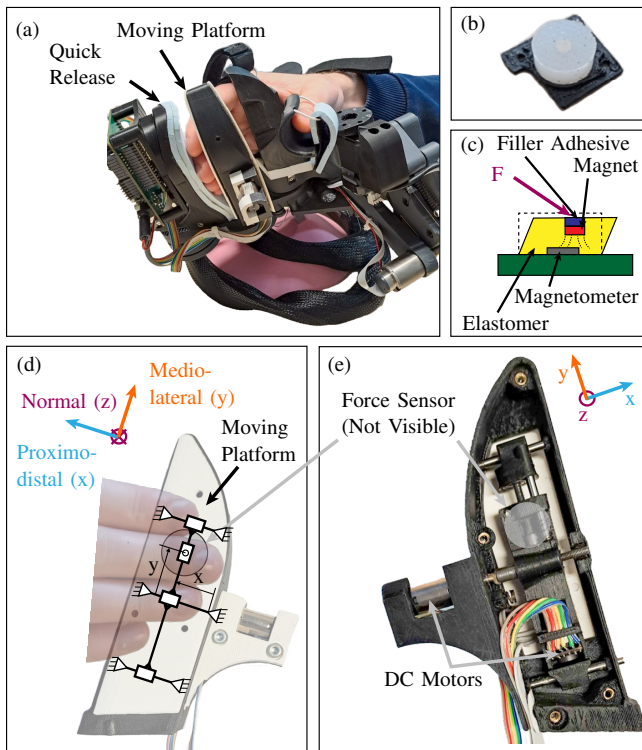 (a)
Moving Platform
Quick
Release
(b)
(c)
Filler Adhesive
F
Magnet
Magnetometer
Elastomer
(d)
Medio-
lateral (y)
Normal (z)
Proximo-
distal (x)
Moving
Platform
y
x
(e)
Force Sensor
(Not Visible)
y
x
z
DC Motors